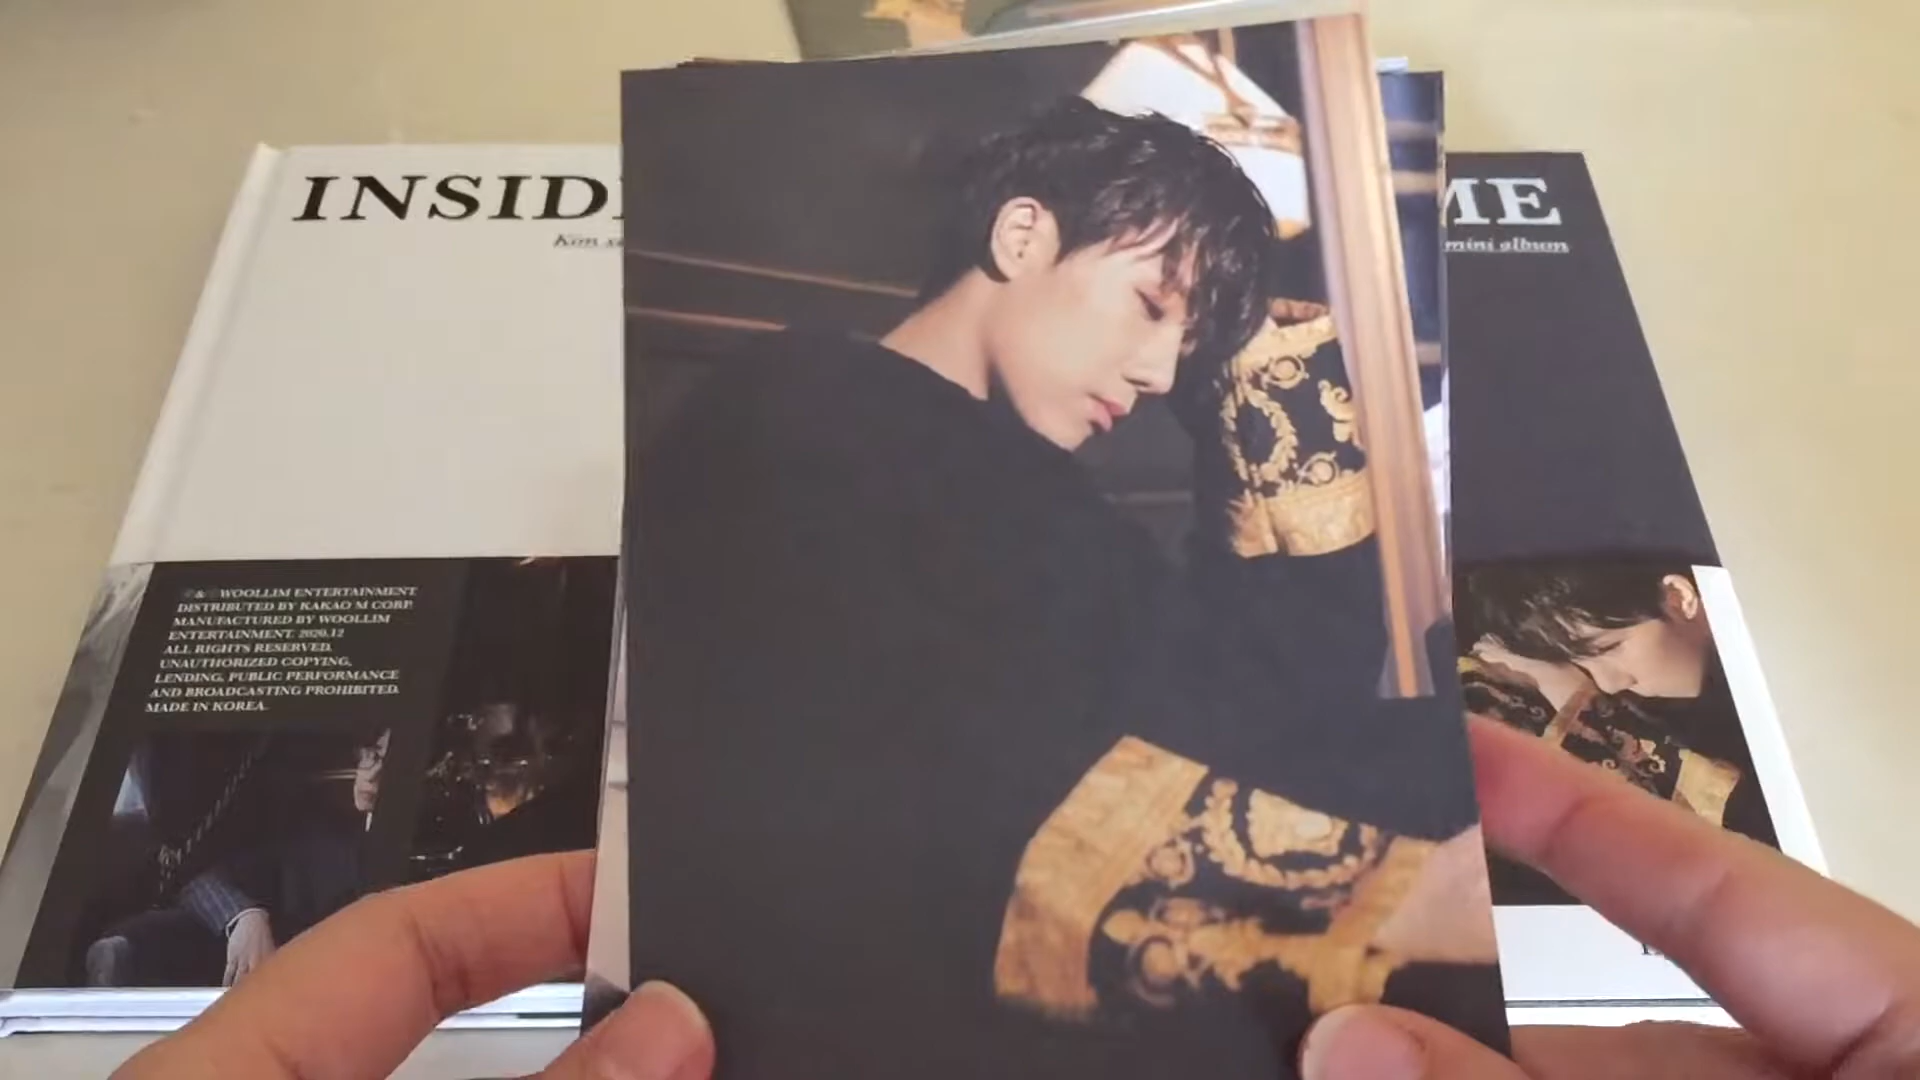 INSID
Kim
ME
mini album
& WOOLLIM ENTERTAINMENT
DISTRIBUTED BY KAKAO M CORP.
MANUFACTURED BY WOOLLIM
ENTERTAINMENT. 2020.12
ALL RIGHTS RESERVED.
UNAUTHORIZED COPYING,
LENDING, PUBLIC PERFORMANCE
AND BROADCASTING PROHIBITED.
MADE IN KOREA.